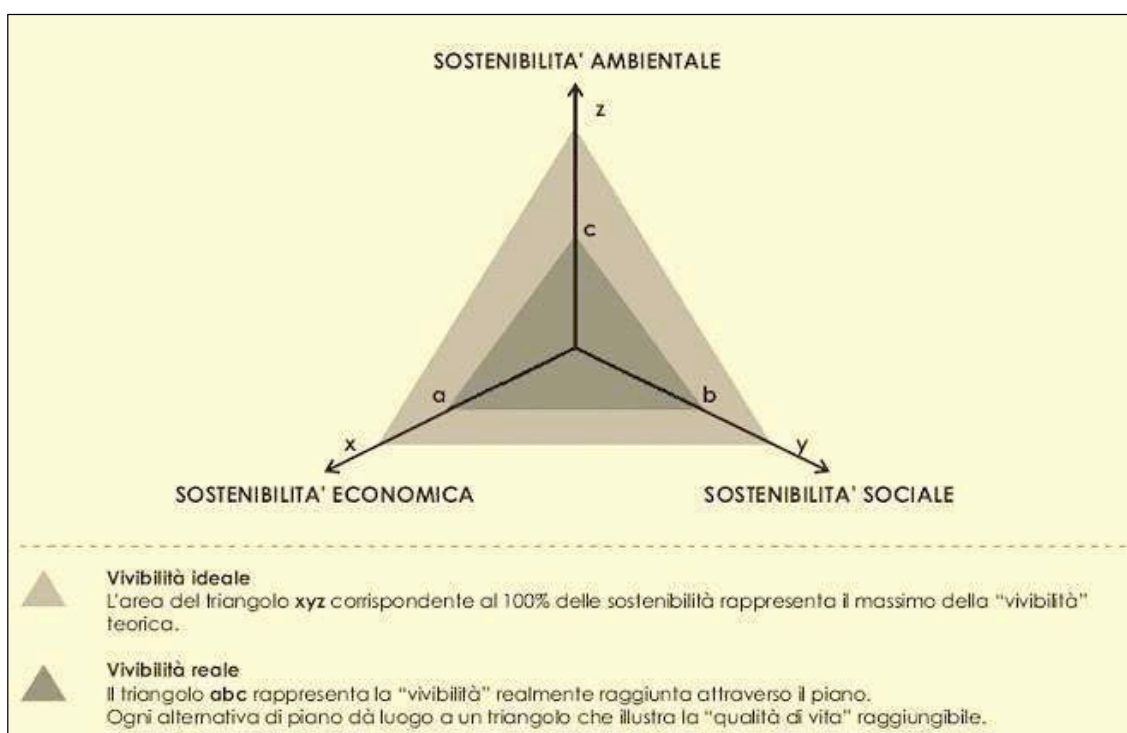 SOSTENIBILITA' AMBIENTALE
z
c
a
b
x
y
SOSTENIBILITA' ECONOMICA
SOSTENIBILITA' SOCIALE
Vivibilità ideale
L'area del triangolo xyz corrispondente al 100% delle sostenibilità rappresenta il massimo della "vivibilità"
teorica.
Vivibilità reale
Il triangolo abc rappresenta la "vivibilità" realmente raggiunta attraverso il piano.
Ogni alternativa di piano dà luogo a un triangolo che illustra la "qualità di vita" raggiungibile.